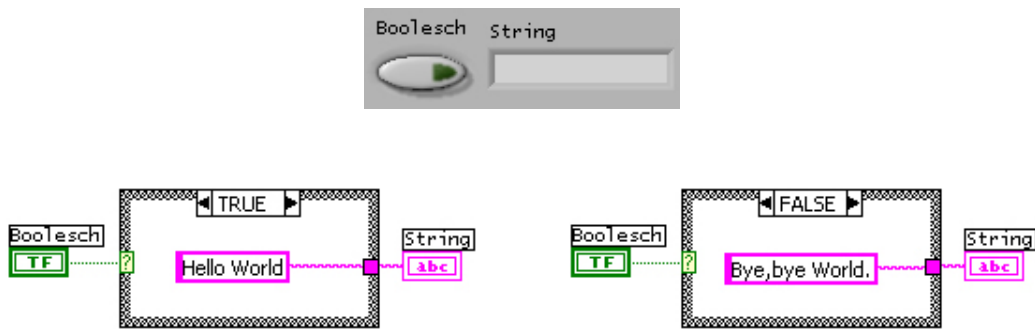 Boolesch String
TRUE
FALSE
Boolesch
TF
?
Hello World
String
abc
Boolesch
TF
?
Bye,bye World.
String
abc